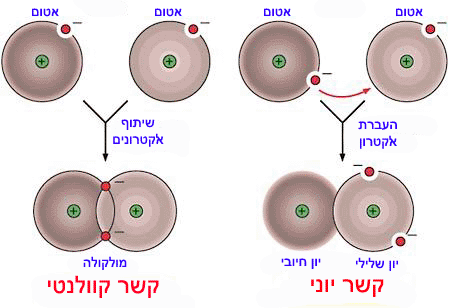 אטום
אטום
אטום
אטום
העברת
אלקטרון
שיתוף
אלקטרונים
יון חיובי
יון שלילי
קשר יוני
מולקולה
קשר קוולנטי